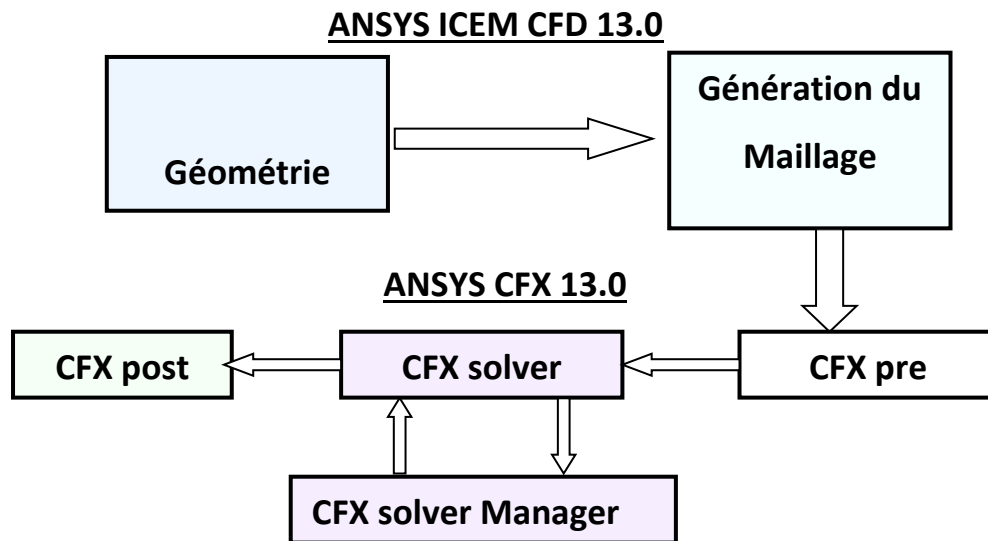 ANSYS ICEM CFD 13.0
Géométrie
Génération du
Maillage
ANSYS CFX 13.0
CFX post
CFX solver
CFX pre
CFX solver Manager